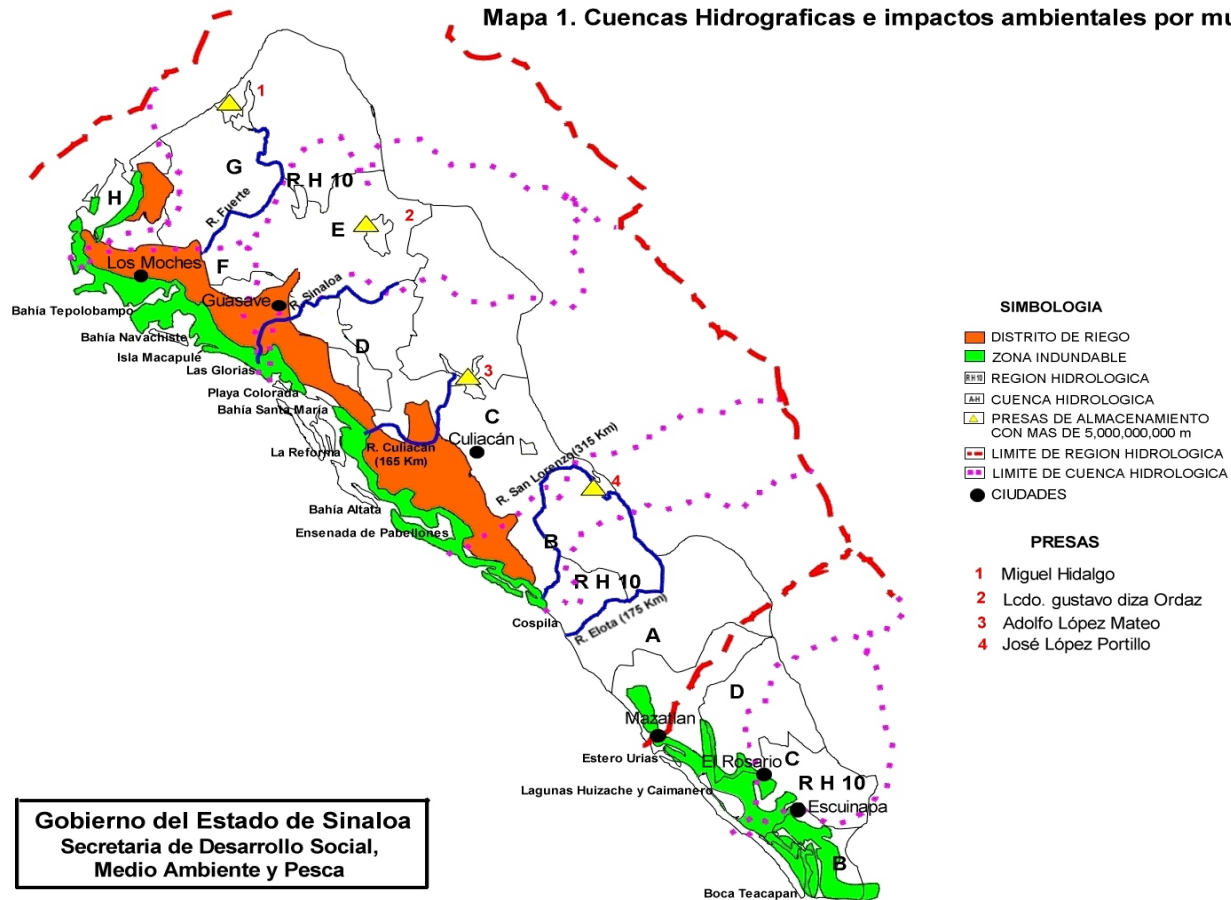 Mapa 1. Cuencas Hidrograficas e impactos ambientales por mu
1
G
R H 10
H
R. Fuerte
2
E
F
Los Moches
Guasave
R. Sinaloa
Bahía Tepolobampo
Bahía Navachiste
Isla Macapule
Las Glorias
D
Playa Colorada
Bahía Santa María
3
C
Culiacán
La Reforma
R. Culiacán
(165 Km)
R. San Lorenzo(315 Km)
4
Bahía Altata
Ensenada de Pabellones
B
R H 10
Cospila
R. Elota (175 Km)
A
D
Mazatlan
Estero Urias
El Rosario
C
R H 10
Lagunas Huizache y Caimanero
Escuinapa
B
Boca Teacapan
SIMBOLOGIA
DISTRITO DE RIEGO
ZONA INDUNDABLE
R H 10 REGION HIDROLOGICA
A-H CUENCA HIDROLOGICA
PRESAS DE ALMACENAMIENTO
CON MAS DE 5,000,000,000 m
LIMITE DE REGION HIDROLOGICA
LIMITE DE CUENCA HIDROLOGICA
CIUDADES
PRESAS
1 Miguel Hidalgo
2 Lcdo. gustavo diza Ordaz
3 Adolfo López Mateo
4 José López Portillo
Gobierno del Estado de Sinaloa
Secretaria de Desarrollo Social,
Medio Ambiente y Pesca